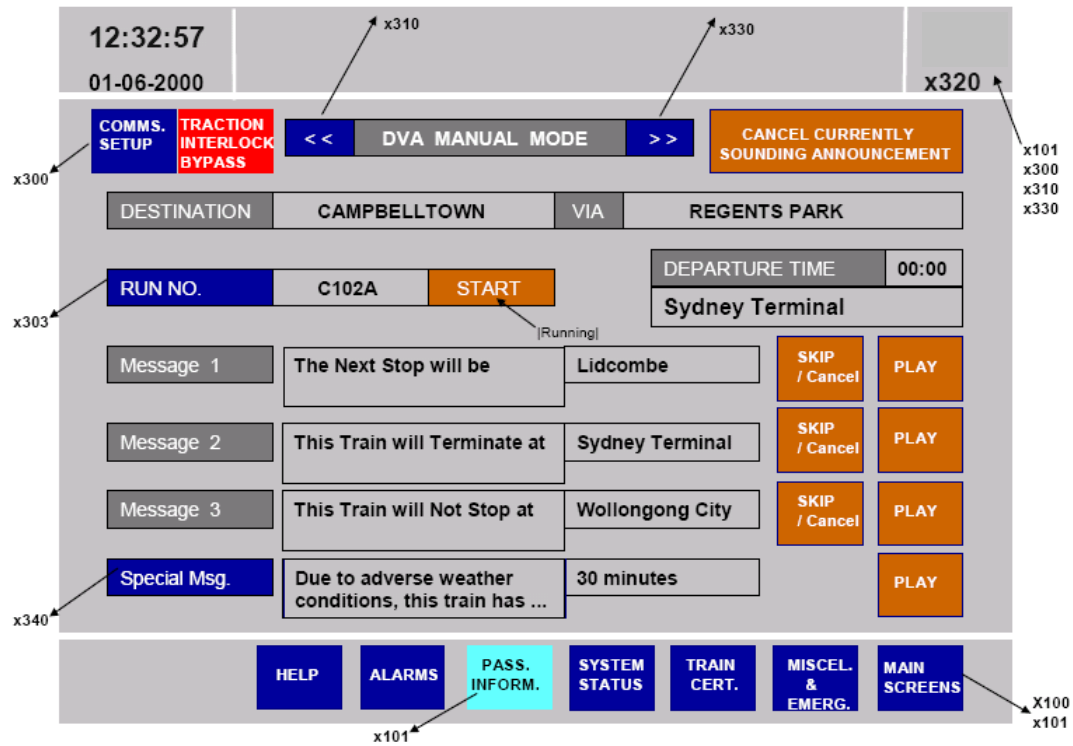 x310
x330
12:32:57
01-06-2000
x320
COMMS.
SETUP
TRACTION
INTERLOCK
BYPASS
<<
DVA MANUAL MODE
>>
CANCEL CURRENTLY
SOUNDING ANNOUNCEMENT
x101
x300
x310
x330
x300
DESTINATION
CAMPBELLTOWN
VIA
REGENTS PARK
DEPARTURE TIME
00:00
Sydney Terminal
RUN NO.
C102A
START
x303
|Running|
Message 1
The Next Stop will be
Lidcombe
SKIP
/ Cancel
PLAY
Message 2
This Train will Terminate at
Sydney Terminal
SKIP
/ Cancel
PLAY
Message 3
This Train will Not Stop at
Wollongong City
SKIP
/ Cancel
PLAY
Special Msg.
Due to adverse weather
conditions, this train has ...
30 minutes
PLAY
x340
HELP
ALARMS
PASS.
INFORM.
SYSTEM
STATUS
TRAIN
CERT.
MISCEL.
&
EMERG.
MAIN
SCREENS
X100
x101
x101